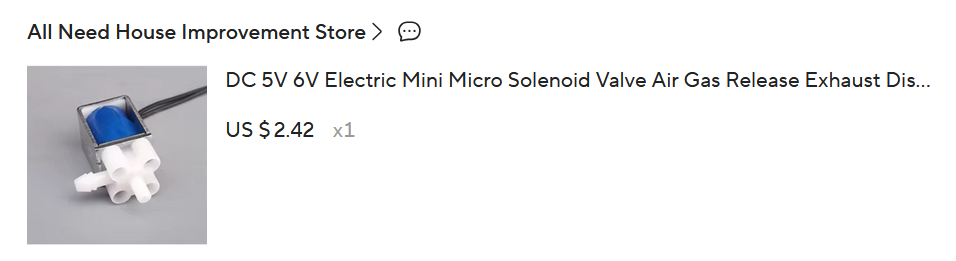 All Need House Improvement Store
DC 5V 6V Electric Mini Micro Solenoid Valve Air Gas Release Exhaust Dis...
US $2.42 x1